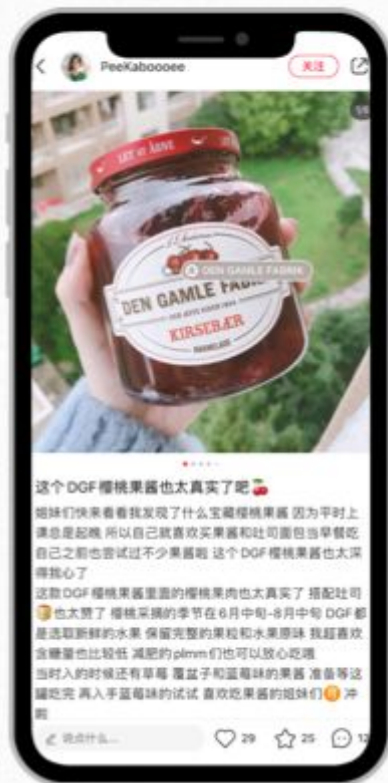 PeeKaboooee
关注
LET AT ÅBNE
DEN GAMLE FABRIK
DEN GAMLE FABRIK
KIRSEBÆR
MARMELADE
这个DGF樱桃果酱也太真实了吧🍒
姐妹们快来看看我发现了什么宝藏樱桃果酱 因为平时上
课总是起晚 所以自己就喜欢买果酱和吐司面包当早餐吃
自己之前也尝试过不少果酱啦 这个DGF樱桃果酱也太深
得我心了
这款DGF樱桃果酱里面的樱桃果肉也太真实了 搭配吐司
🍞也太赞了 樱桃采摘的季节在6月中旬-8月中旬 DGF都
是选取新鲜的水果 保留完整的果粒和水果原味 我超喜欢
含糖量也比较低 减肥的plmm们也可以放心吃哦
当时入的时候还有草莓 覆盆子和蓝莓味的果酱 准备等这
罐吃完 再入手蓝莓味的试试 喜欢吃果酱的姐妹们 冲
啦
说点什么...
29
25
12